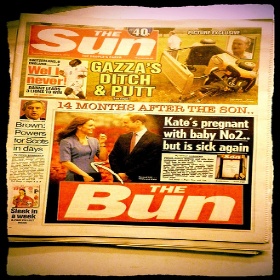 THE
Sun
40p
PICTURE EXCLUSIVE
Wel I
never!
GAZZA'S
DITCH
& PUTT
14 MONTHS AFTER THE SON..
Brown:
Powers
for Scots
in days
Kate's pregnant
with baby No2..
but is sick again
Sleek in
a week
THE
Bun